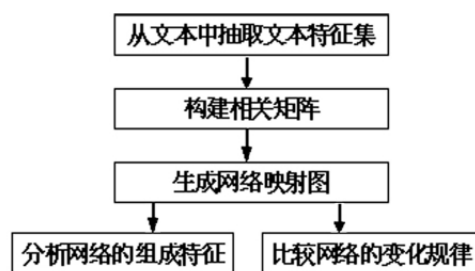 从文本中抽取文本特征集
构建相关矩阵
生成网络映射图
分析网络的组成特征
比较网络的变化规律